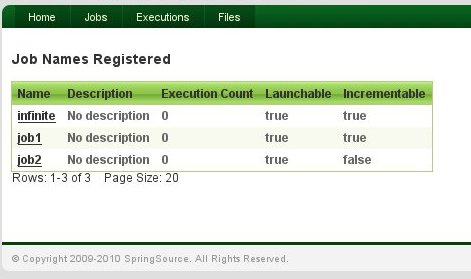 Home Jobs Executions Files
Job Names Registered
Name Description Execution Count Launchable Incrementable
infinite No description 0 true true
job1 No description 0 true true
job2 No description 0 true false
Rows: 1-3 of 3 Page Size: 20
© Copyright 2009-2010 SpringSource. All Rights Reserved.